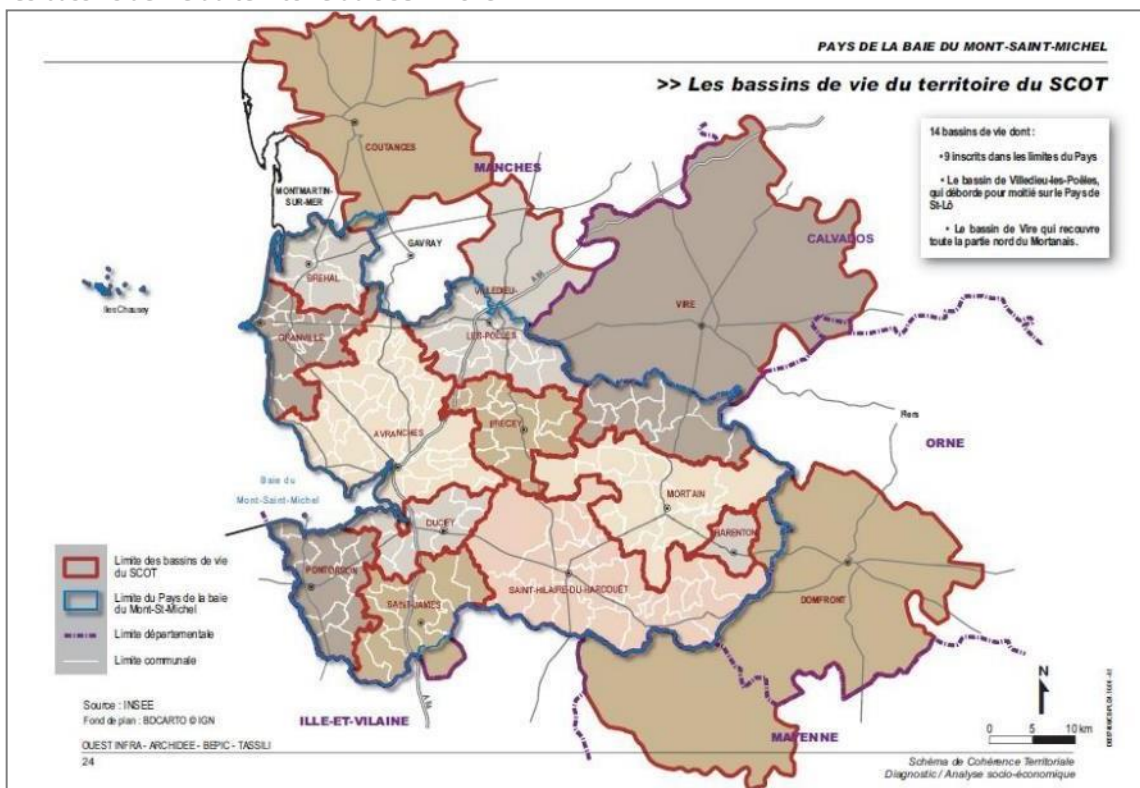 PAYS DE LA BAIE DU MONT-SAINT-MICHEL
>> Les bassins de vie du territoire du SCOT
14 bassins de vie dont :
• 9 inscrits dans les limites du Pays
• Le bassin de Villedieu-les-Poêles,
qui déborde pour moitié sur le Pays de
St-Lô
• Le bassin de Vire qui recouvre
toute la partie nord du Mortanais.
COUTANCES
MANCHES
MONTMARTIN-
SUR-MER
GAVRAY
CALVADOS
BREHAL
A 84
VILLEDIEU-
Iles Chausey
VIRE
GRANVILLE
LES-POELES
Flers
BRECEY
AVRANCHES
ORNE
Baie du
Mont-Saint-Michel
MORTAIN
DUCEY
BARENTON
PONTORSON
SAINT-HILAIRE-DU-HARCOUËT
SAINT-JAMES
DOMFRONT
Limite des bassins de vie
du SCOT
Limite du Pays de la baie
du Mont-St-Michel
Limite départementale
Limite communale
N
A 84
Source : INSEE
Fond de plan : BDCARTO © IGN
ILLE-ET-VILAINE
MAYENNE
0 5 10 km
OUEST INFRA - ARCHIDEE - BEPIC - TASSILI
24
Schéma de Cohérence Territoriale
Diagnostic / Analyse socio-économique